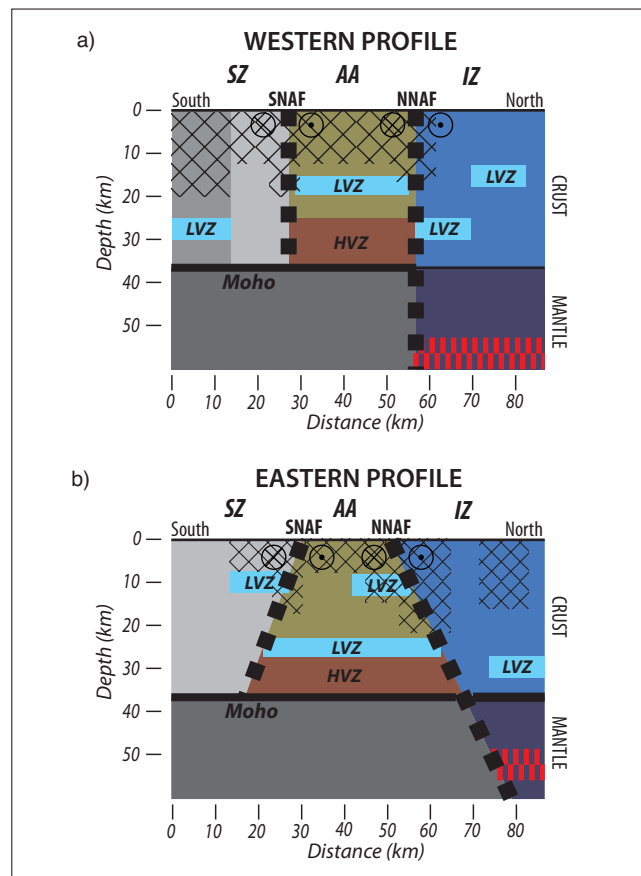 a)
WESTERN PROFILE
SZ AA IZ
South SNAF NNAF North
0
10
20
30
40
50
Depth (km)
LVZ
LVZ
LVZ
LVZ
HVZ
Moho
CRUST
MANTLE
0 10 20 30 40 50 60 70 80
Distance (km)
b)
EASTERN PROFILE
SZ AA IZ
South SNAF NNAF North
0
10
20
30
40
50
Depth (km)
LVZ
LVZ
LVZ
LVZ
HVZ
Moho
CRUST
MANTLE
0 10 20 30 40 50 60 70 80
Distance (km)